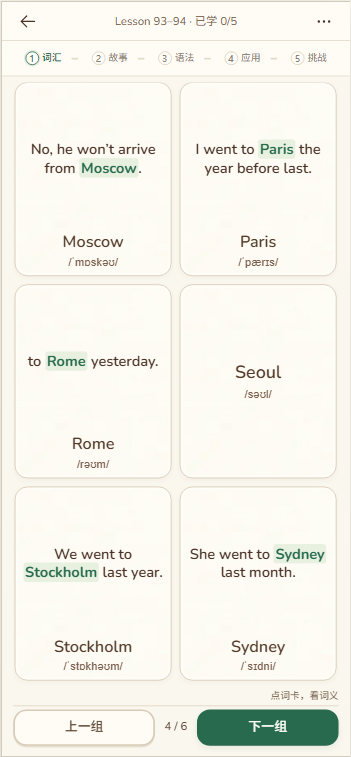 Lesson 93–94 · 已学 0/5
1 词汇 – 2 故事 – 3 语法 – 4 应用 – 5 挑战
No, he won’t arrive
from Moscow.
Moscow
/ˈmɒskəʊ/
I went to Paris the
year before last.
Paris
/ˈpærɪs/
to Rome yesterday.
Rome
/rəʊm/
Seoul
/səʊl/
We went to
Stockholm last year.
Stockholm
/ˈstɒkhəʊm/
She went to Sydney
last month.
Sydney
/ˈsɪdni/
点词卡，看词义
上一组
4 / 6
下一组